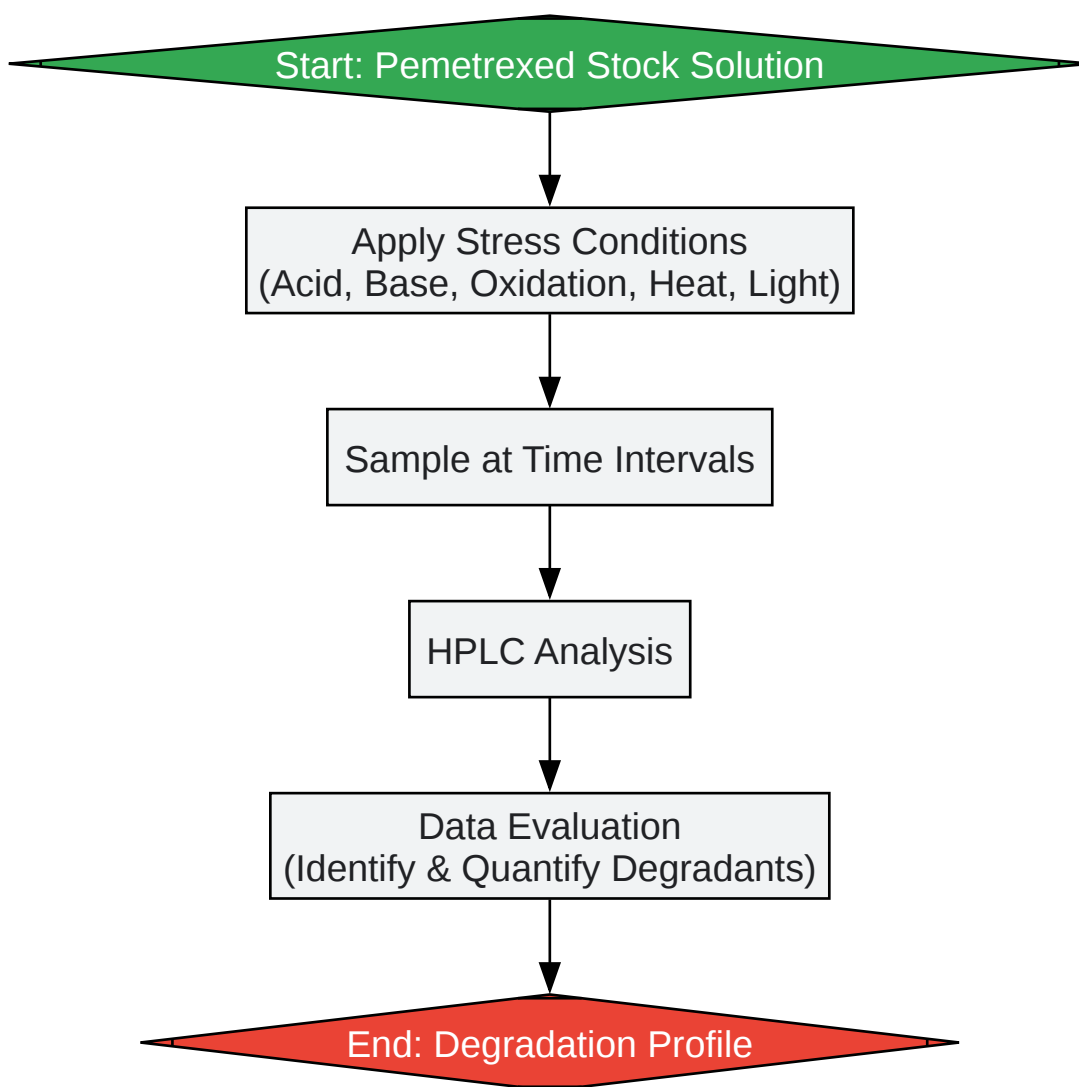 Start: Pemetrexed Stock Solution
Apply Stress Conditions
(Acid, Base, Oxidation, Heat, Light)
Sample at Time Intervals
HPLC Analysis
Data Evaluation
(Identify & Quantify Degradants)
End: Degradation Profile